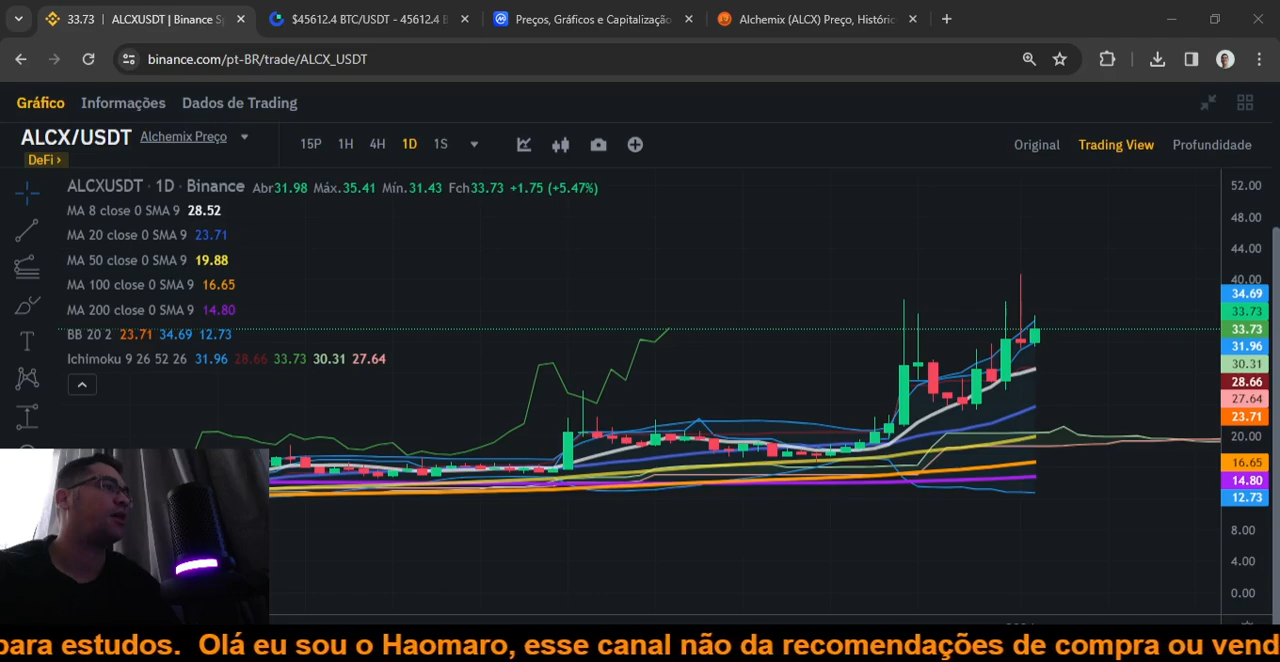 33.73 | ALCXUSDT | Binance Sp
$45612.4 BTC/USDT - 45612.4 B
Preços, Gráficos e Capitalização
Alchemix (ALCX) Preço, Históric
binance.com/pt-BR/trade/ALCX_USDT
Gráfico Informações Dados de Trading
ALCX/USDT Alchemix Preço
DeFi ›
15P 1H 4H 1D 1S
Original Trading View Profundidade
ALCXUSDT · 1D · Binance Abr31.98 Máx.35.41 Mín.31.43 Fch33.73 +1.75 (+5.47%)
MA 8 close 0 SMA 9 28.52
MA 20 close 0 SMA 9 23.71
MA 50 close 0 SMA 9 19.88
MA 100 close 0 SMA 9 16.65
MA 200 close 0 SMA 9 14.80
BB 20 2 23.71 34.69 12.73
Ichimoku 9 26 52 26 31.96 28.66 33.73 30.31 27.64
52.00
48.00
44.00
40.00
34.69
33.73
33.73
31.96
30.31
28.66
27.64
23.71
20.00
16.65
14.80
12.73
8.00
4.00
0.00
para estudos. Olá eu sou o Haomaro, esse canal não da recomendações de compra ou vend